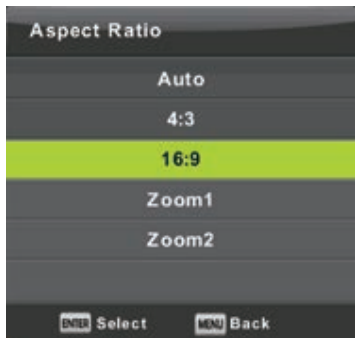 Aspect Ratio
Auto
4:3
16:9
Zoom1
Zoom2
ENTER Select MENU Back